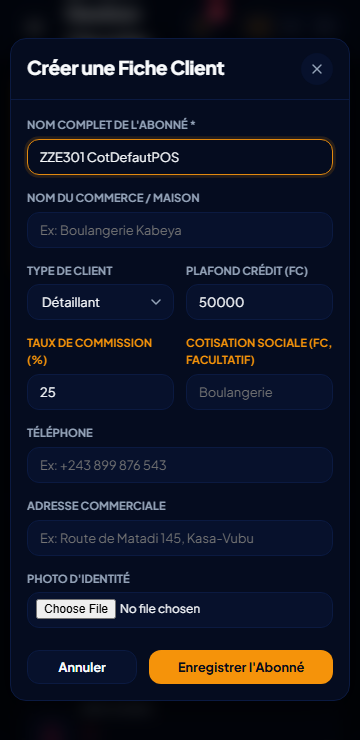 Créer une Fiche Client
NOM COMPLET DE L'ABONNÉ *
ZZE301 CotDefautPOS
NOM DU COMMERCE / MAISON
Ex: Boulangerie Kabeya
TYPE DE CLIENT
PLAFOND CRÉDIT (FC)
Détaillant
50000
TAUX DE COMMISSION
(%)
COTISATION SOCIALE (FC,
FACULTATIF)
25
Boulangerie
TÉLÉPHONE
Ex: +243 899 876 543
ADRESSE COMMERCIALE
Ex: Route de Matadi 145, Kasa-Vubu
PHOTO D'IDENTITÉ
Choose File No file chosen
Annuler
Enregistrer l'Abonné